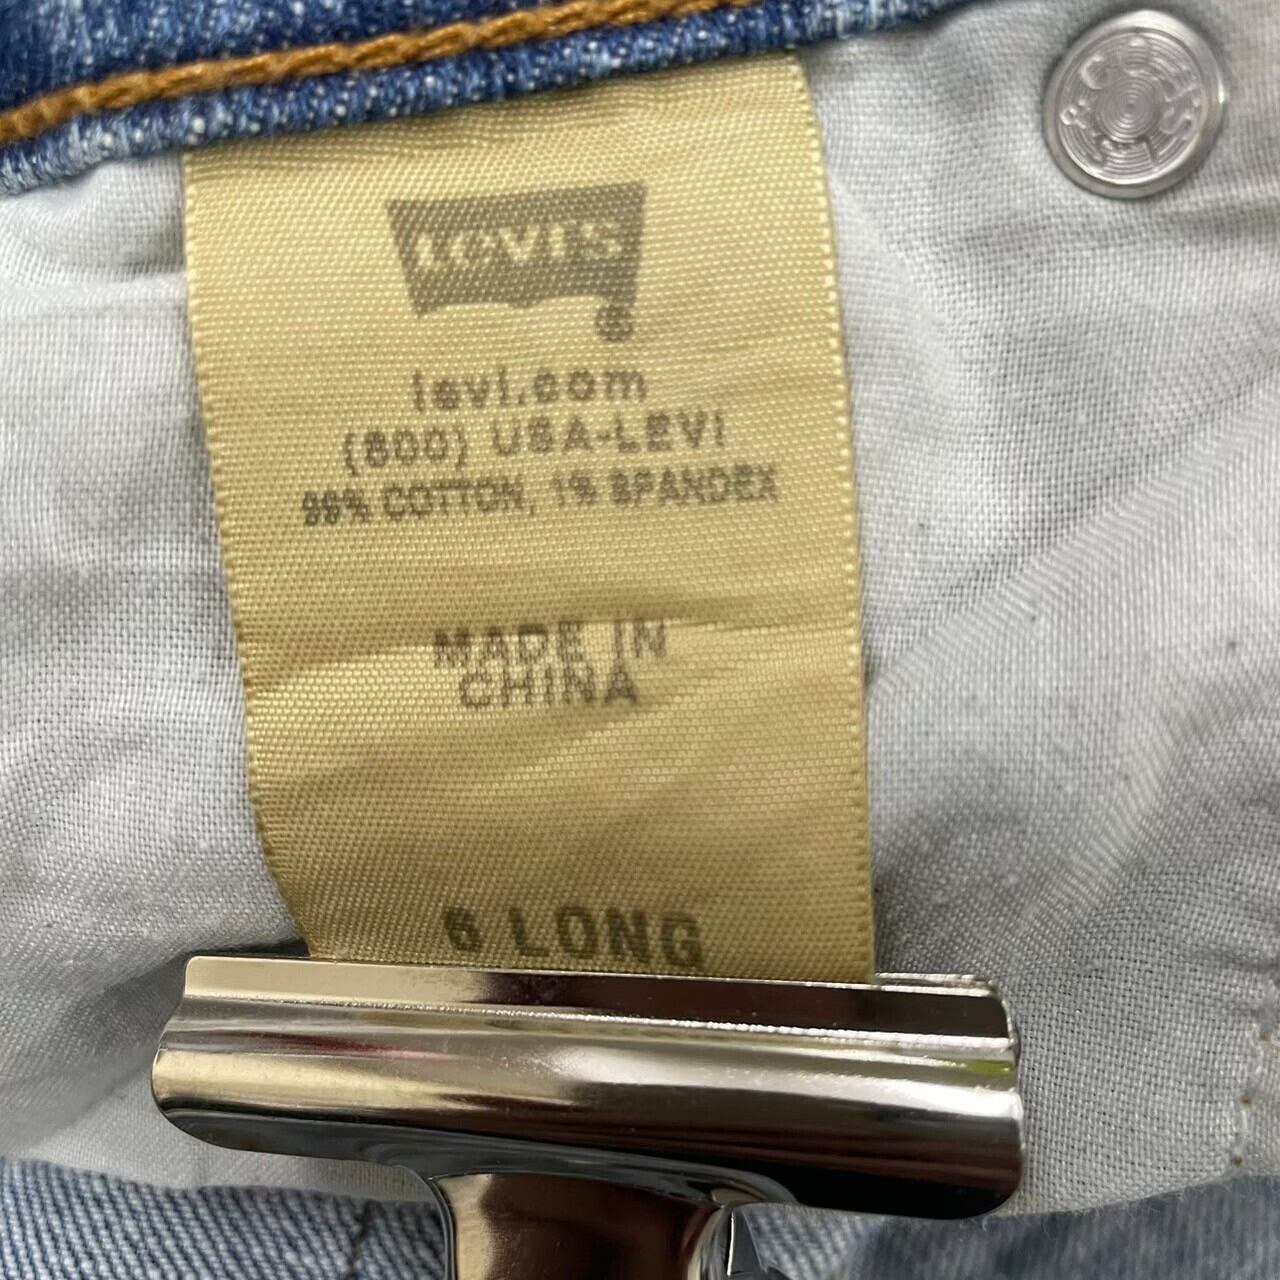 Levi's
®
levi.com
(800) USA-LEVI
99% COTTON, 1% SPANDEX
MADE IN
CHINA
6 LONG